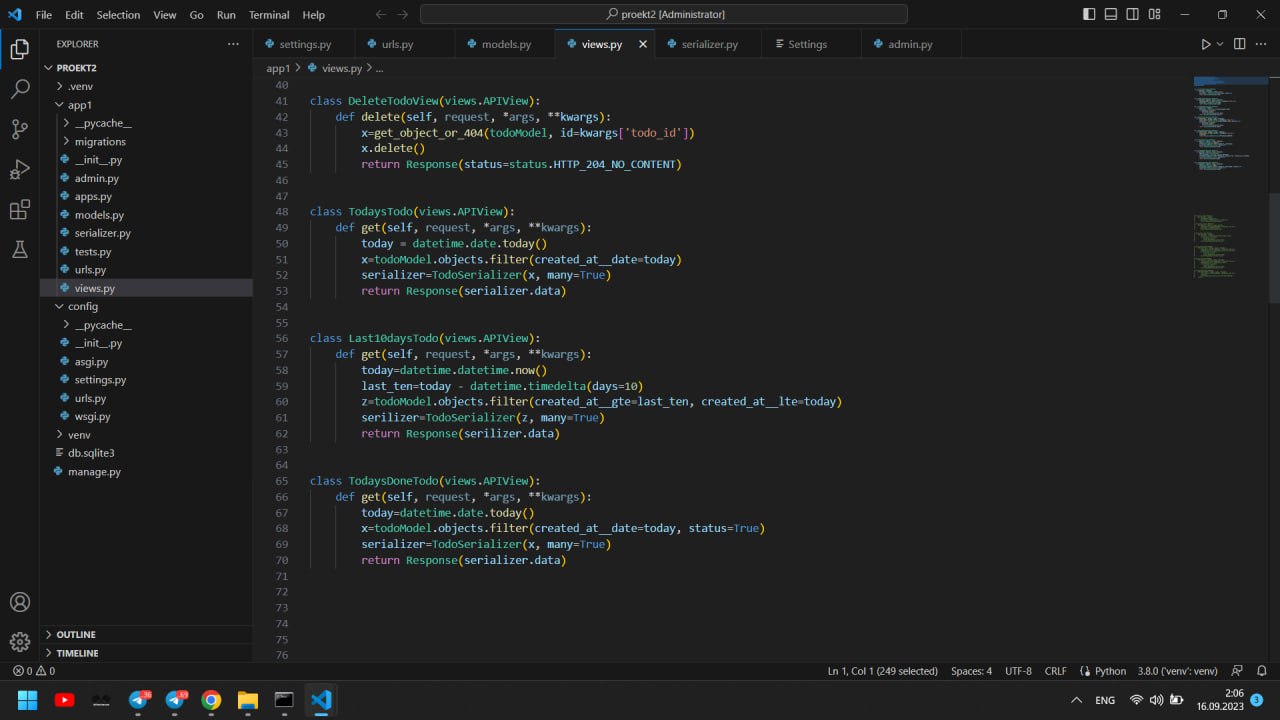 File Edit Selection View Go Run Terminal Help
proekt2 [Administrator]
EXPLORER
settings.py urls.py models.py views.py serializer.py Settings admin.py
PROEKT2
.venv
app1
__pycache__
migrations
__init__.py
admin.py
apps.py
models.py
serializer.py
tests.py
urls.py
views.py
config
__pycache__
__init__.py
asgi.py
settings.py
urls.py
wsgi.py
venv
db.sqlite3
manage.py
OUTLINE
TIMELINE
app1 > views.py > ...
40
41 class DeleteTodoView(views.APIView):
42 def delete(self, request, *args, **kwargs):
43 x=get_object_or_404(todoModel, id=kwargs['todo_id'])
44 x.delete()
45 return Response(status=status.HTTP_204_NO_CONTENT)
46
47
48 class TodaysTodo(views.APIView):
49 def get(self, request, *args, **kwargs):
50 today = datetime.date.today()
51 x=todoModel.objects.filter(created_at__date=today)
52 serializer=TodoSerializer(x, many=True)
53 return Response(serializer.data)
54
55
56 class Last10daysTodo(views.APIView):
57 def get(self, request, *args, **kwargs):
58 today=datetime.datetime.now()
59 last_ten=today - datetime.timedelta(days=10)
60 z=todoModel.objects.filter(created_at__gte=last_ten, created_at__lte=today)
61 serilizer=TodoSerializer(z, many=True)
62 return Response(serilizer.data)
63
64
65 class TodaysDoneTodo(views.APIView):
66 def get(self, request, *args, **kwargs):
67 today=datetime.date.today()
68 x=todoModel.objects.filter(created_at__date=today, status=True)
69 serializer=TodoSerializer(x, many=True)
70 return Response(serializer.data)
71
72
73
74
75
76
0 0 Ln 1, Col 1 (249 selected) Spaces: 4 UTF-8 CRLF Python 3.8.0 ('venv': venv)
36 69 ENG 2:06 3
16.09.2023